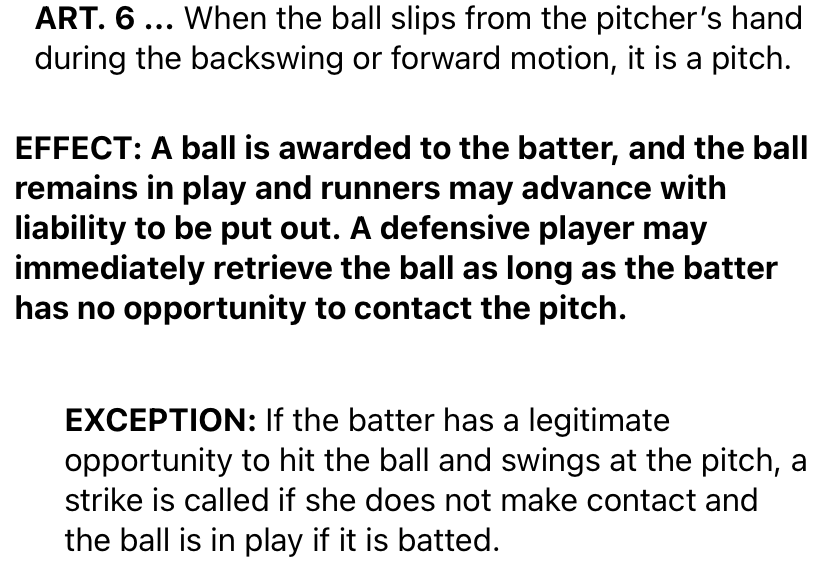 ART. 6 ... When the ball slips from the pitcher’s hand
during the backswing or forward motion, it is a pitch.
EFFECT: A ball is awarded to the batter, and the ball
remains in play and runners may advance with
liability to be put out. A defensive player may
immediately retrieve the ball as long as the batter
has no opportunity to contact the pitch.
EXCEPTION: If the batter has a legitimate
opportunity to hit the ball and swings at the pitch, a
strike is called if she does not make contact and
the ball is in play if it is batted.